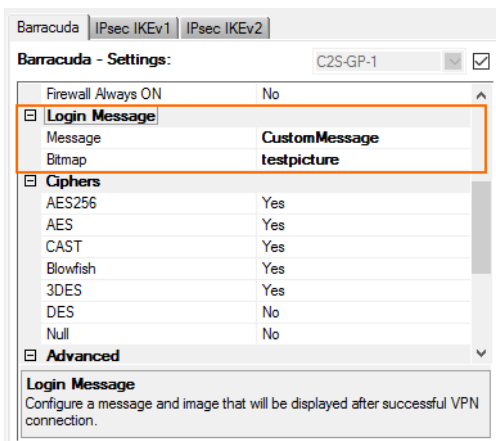 Barracuda IPsec IKEv1 IPsec IKEv2
Barracuda - Settings: C2S-GP-1
Firewall Always ON No
Login Message
Message CustomMessage
Bitmap testpicture
Ciphers
AES256 Yes
AES Yes
CAST Yes
Blowfish Yes
3DES Yes
DES No
Null No
Advanced
Login Message
Configure a message and image that will be displayed after successful VPN
connection.